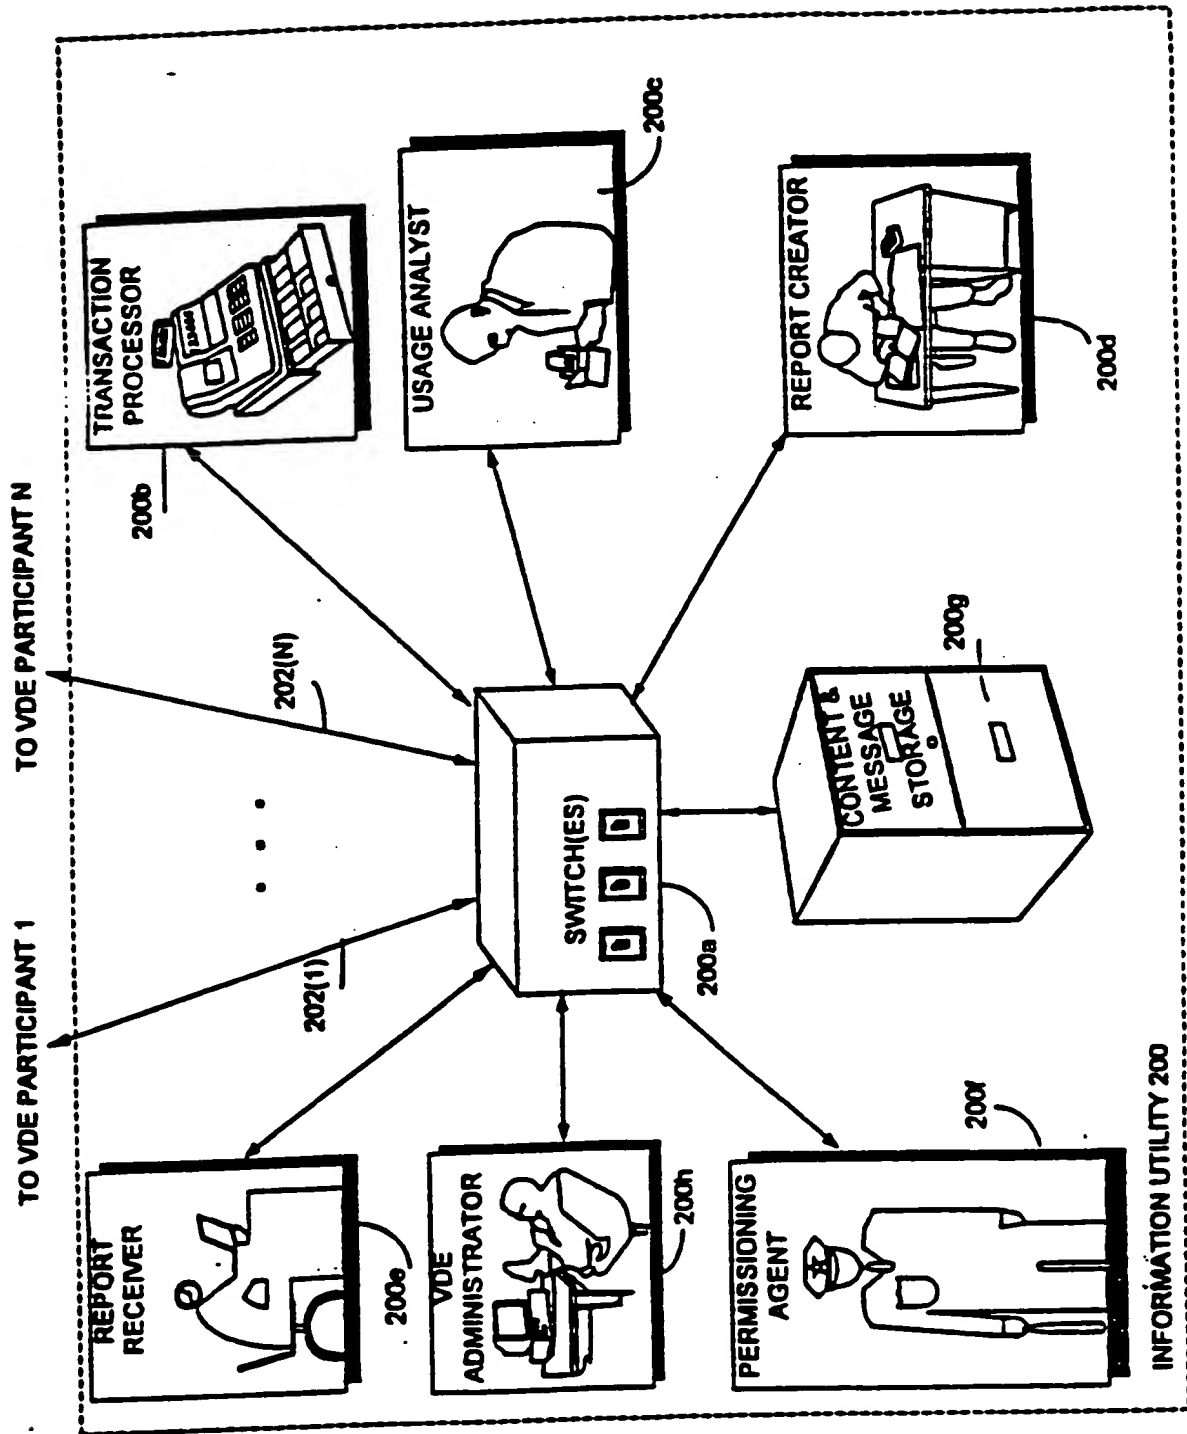 TO VDE PARTICIPANT 1
TO VDE PARTICIPANT N
REPORT
RECEIVER
200e
202(1)
202(N)
TRANSACTION
PROCESSOR
200b
VDE
ADMINISTRATOR
200h
SWITCH(ES)
200a
USAGE ANALYST
200c
PERMISSIONING
AGENT
200f
CONTENT &
MESSAGE
STORAGE
200g
REPORT CREATOR
200d
INFORMATION UTILITY 200